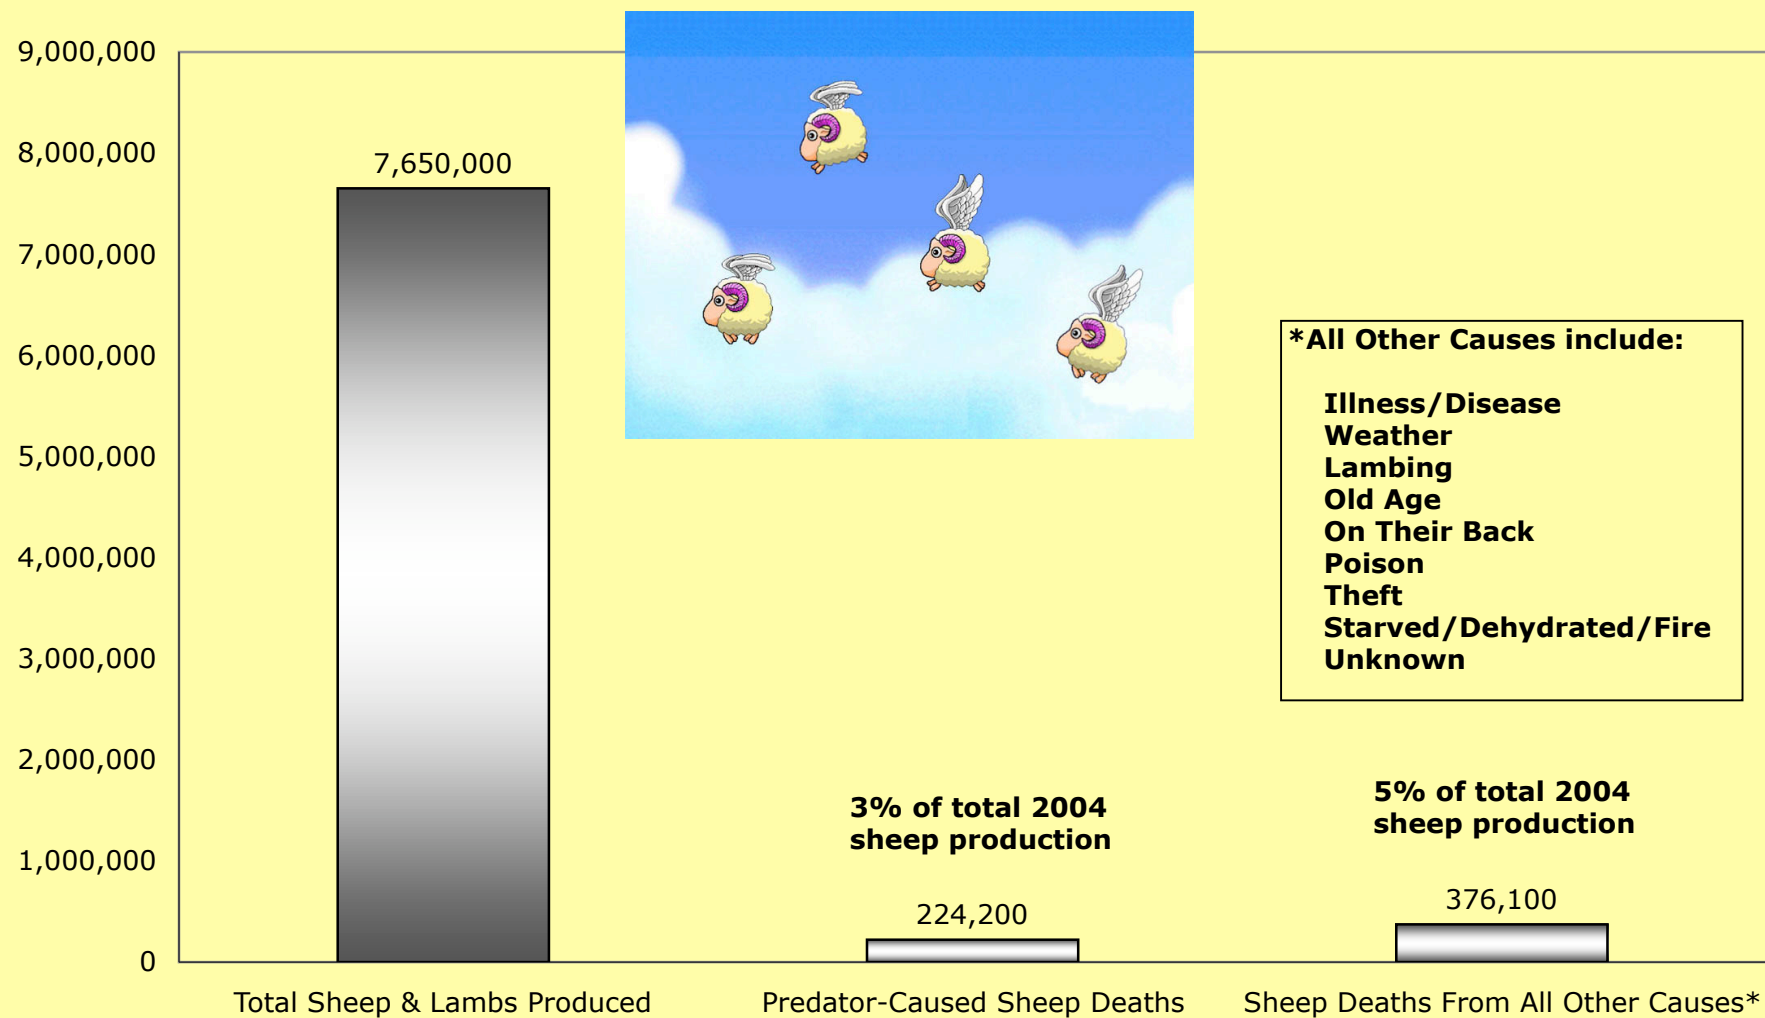 9,000,000
8,000,000
7,000,000
6,000,000
5,000,000
4,000,000
3,000,000
2,000,000
1,000,000
0
7,650,000
224,200
376,100
3% of total 2004
sheep production
5% of total 2004
sheep production
*All Other Causes include:
Illness/Disease
Weather
Lambing
Old Age
On Their Back
Poison
Theft
Starved/Dehydrated/Fire
Unknown
Total Sheep & Lambs Produced
Predator-Caused Sheep Deaths
Sheep Deaths From All Other Causes*